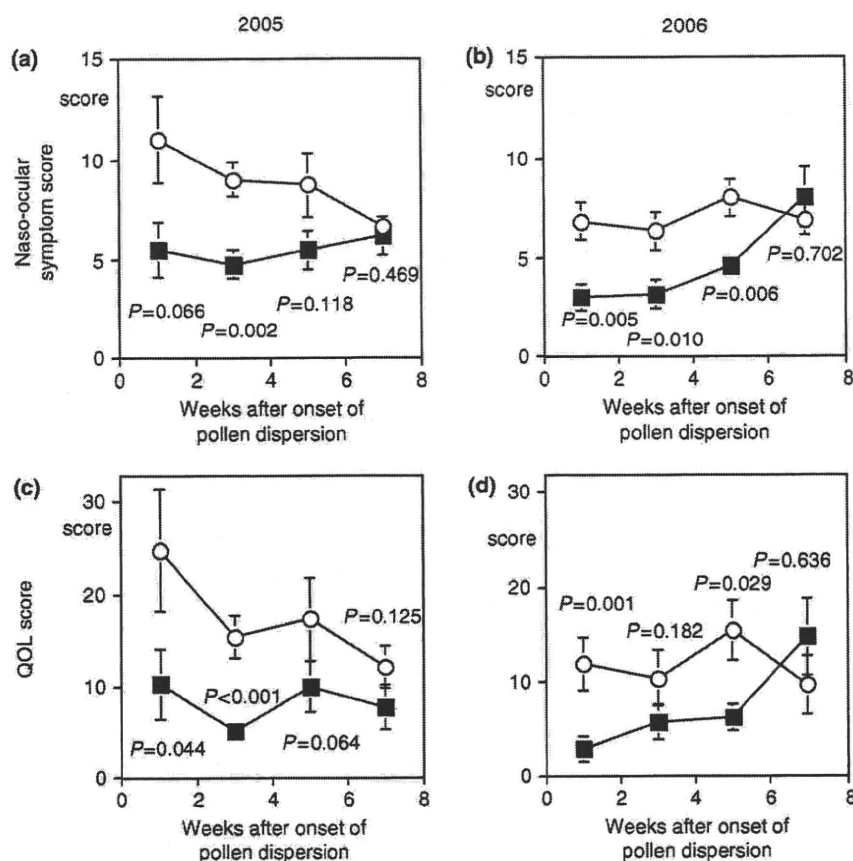 2005
2006
(a)
15
score
10
5
0
Naso-ocular
symptom score
P=0.066
P=0.002
P=0.118
P=0.469
0 2 4 6 8
Weeks after onset of
pollen dispersion
(b)
15
score
10
5
0
P=0.005
P=0.010
P=0.006
P=0.702
0 2 4 6 8
Weeks after onset of
pollen dispersion
(c)
30
score
20
10
0
QOL score
P=0.044
P<0.001
P=0.064
P=0.125
0 2 4 6 8
Weeks after onset of
pollen dispersion
(d)
30
score
20
10
0
P=0.001
P=0.182
P=0.029
P=0.636
0 2 4 6 8
Weeks after onset of
pollen dispersion